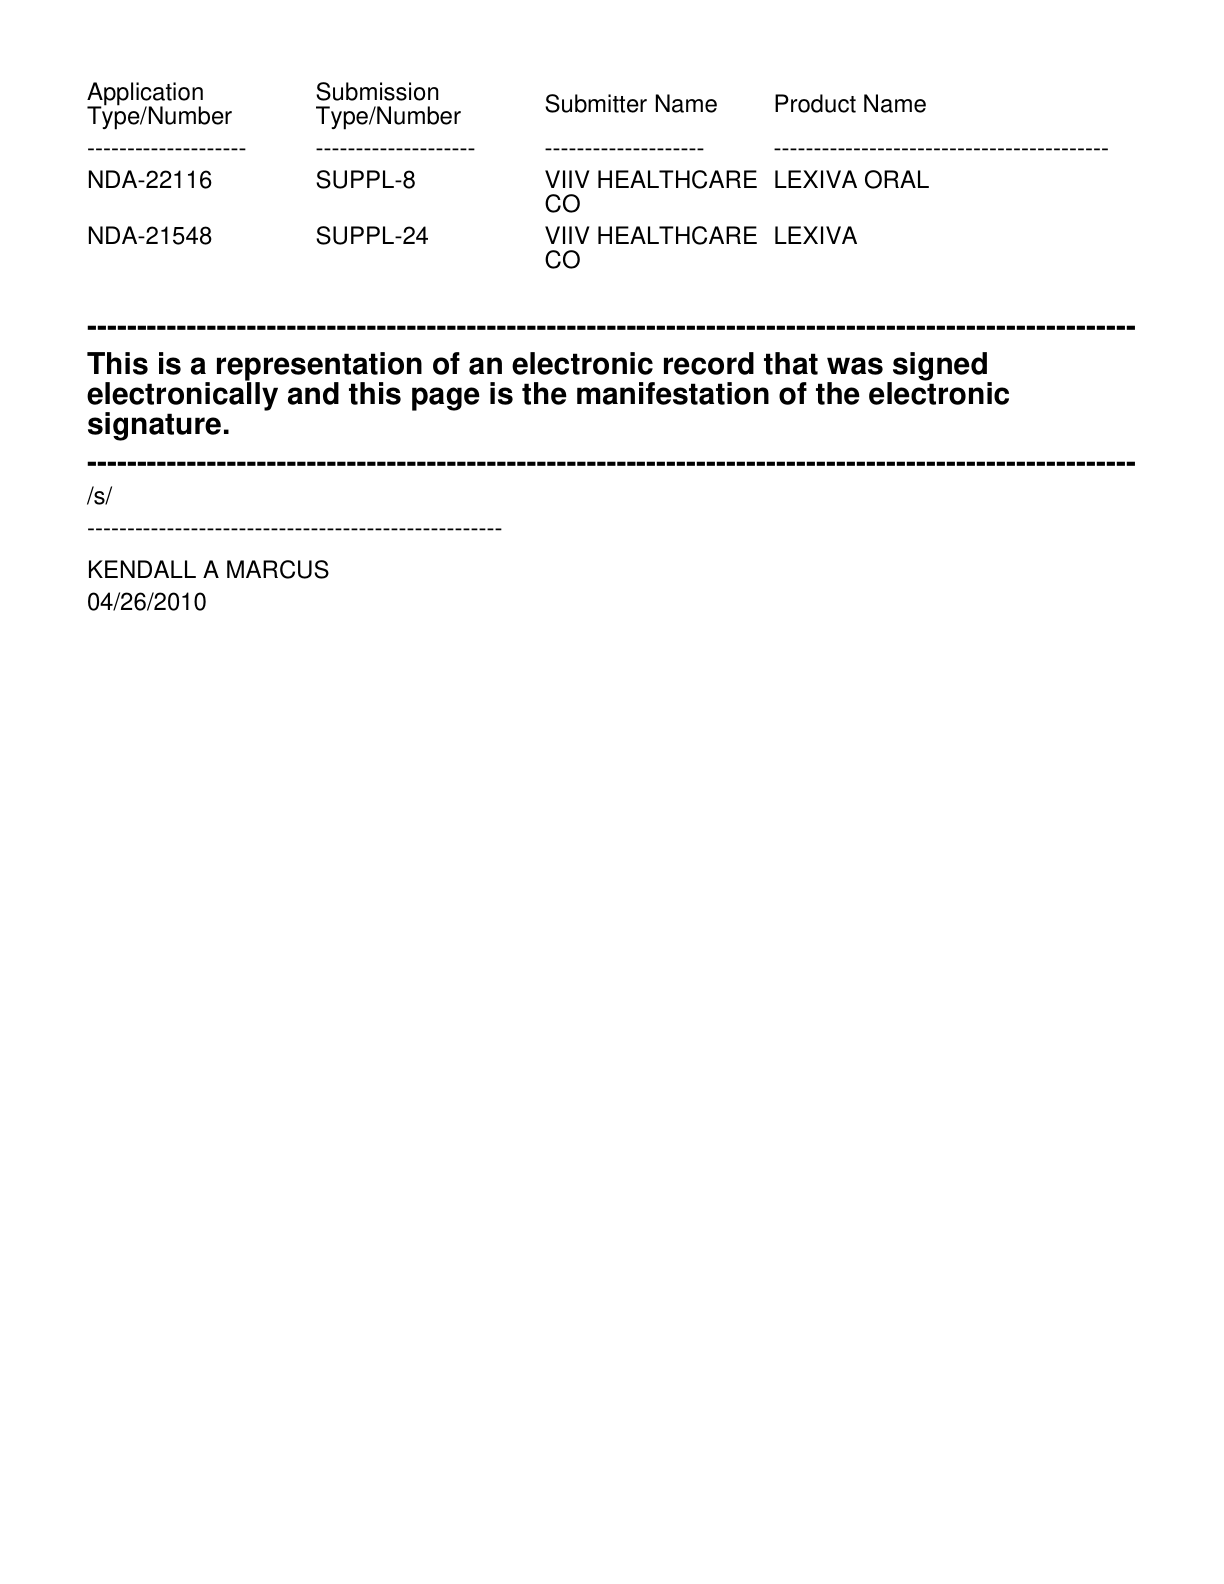 Application Type/Number Submission Type/Number Submitter Name Product Name
-------------------- -------------------- -------------------- ------------------------------------------
NDA-22116 SUPPL-8 VIIV HEALTHCARE CO LEXIVA ORAL
NDA-21548 SUPPL-24 VIIV HEALTHCARE CO LEXIVA
---------------------------------------------------------------------------------------------------------
This is a representation of an electronic record that was signed
electronically and this page is the manifestation of the electronic
signature.
---------------------------------------------------------------------------------------------------------
/s/
----------------------------------------------------
KENDALL A MARCUS
04/26/2010